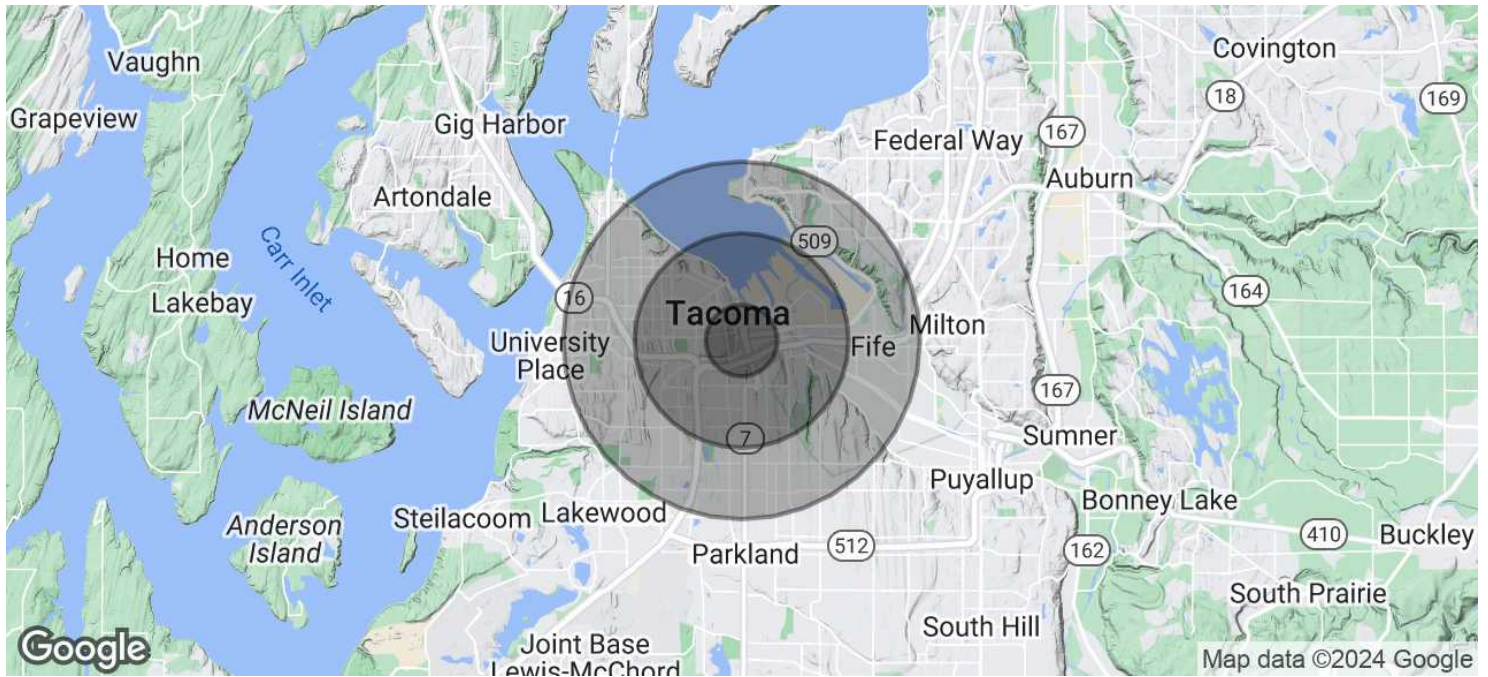 Vaughn
Covington
Grapeview
18
169
Gig Harbor
167
Federal Way
Artondale
Auburn
509
Home
Carr Inlet
Lakebay
16
164
Tacoma
Milton
University
Place
Fife
167
McNeil Island
7
Sumner
Puyallup
Bonney Lake
Anderson
Island
Steilacoom
Lakewood
Parkland
512
162
410
Buckley
South Prairie
South Hill
Joint Base
Lewis-McChord
Google
Map data ©2024 Google